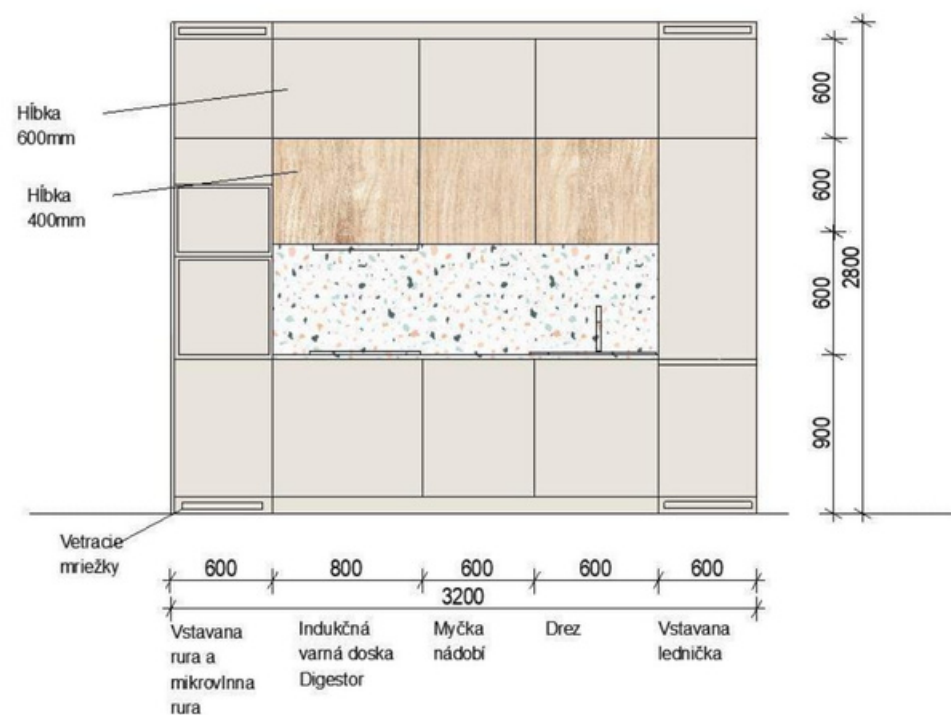 Hĺbka
600mm
Hĺbka
400mm
600
600
600
900
2800
Vetracie
mriežky
600
800
600
600
600
3200
Vstavana
rura a
mikrovlnna
rura
Indukčná
varná doska
Digestor
Myčka
nádobí
Drez
Vstavana
lednička